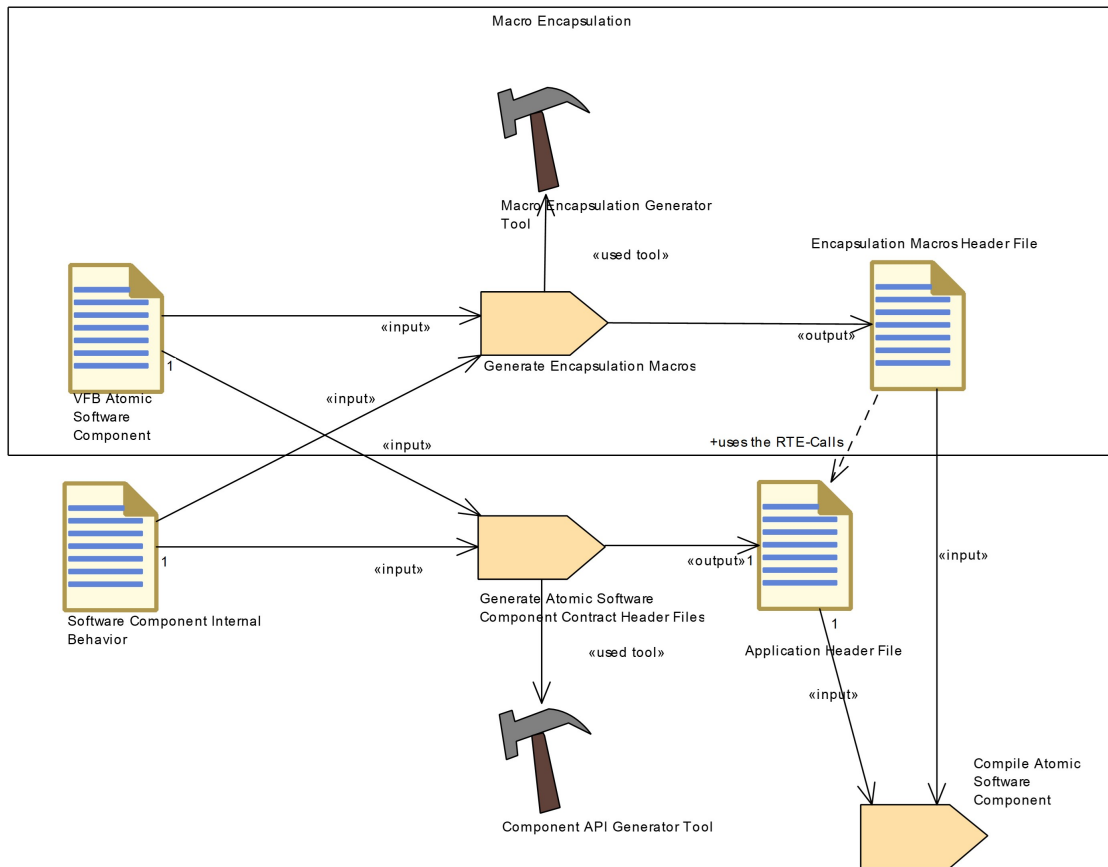 Macro Encapsulation
Macro Encapsulation Generator
Tool
«used tool»
Encapsulation Macros Header File
«input»
«output»
1
Generate Encapsulation Macros
VFB Atomic
Software
Component
«input»
«input»
+uses the RTE-Calls
1
«input»
«output»
1
«input»
Generate Atomic Software
Component Contract Header Files
Software Component Internal
Behavior
1
Application Header File
«used tool»
«input»
Compile Atomic
Software
Component
Component API Generator Tool